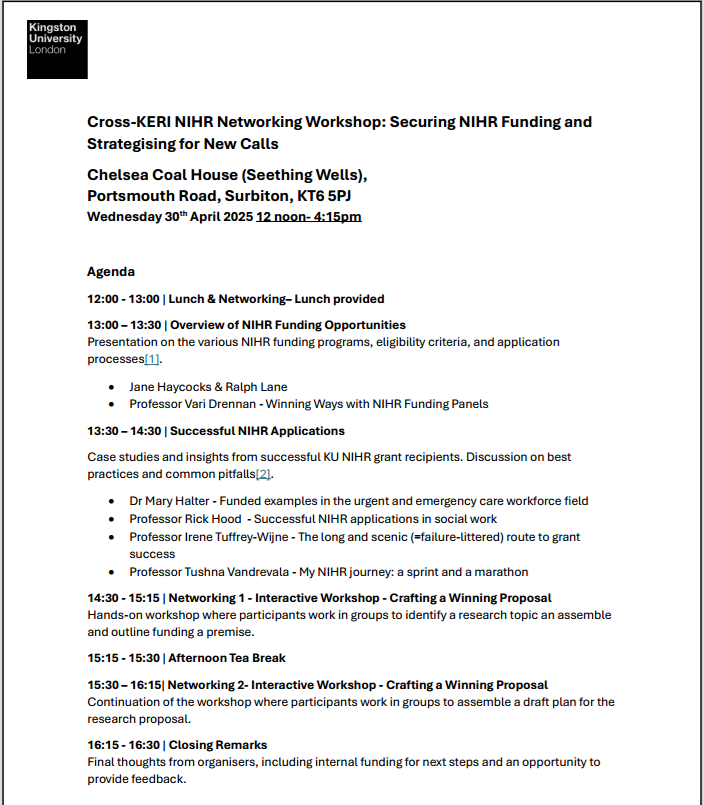 Kingston
University
London
Cross-KERI NIHR Networking Workshop: Securing NIHR Funding and
Strategising for New Calls
Chelsea Coal House (Seething Wells),
Portsmouth Road, Surbiton, KT6 5PJ
Wednesday 30th April 2025 12 noon- 4:15pm
Agenda
12:00 - 13:00 | Lunch & Networking– Lunch provided
13:00 – 13:30 | Overview of NIHR Funding Opportunities
Presentation on the various NIHR funding programs, eligibility criteria, and application
processes[1].
• Jane Haycocks & Ralph Lane
• Professor Vari Drennan - Winning Ways with NIHR Funding Panels
13:30 – 14:30 | Successful NIHR Applications
Case studies and insights from successful KU NIHR grant recipients. Discussion on best
practices and common pitfalls[2].
• Dr Mary Halter - Funded examples in the urgent and emergency care workforce field
• Professor Rick Hood - Successful NIHR applications in social work
• Professor Irene Tuffrey-Wijne - The long and scenic (=failure-littered) route to grant
success
• Professor Tushna Vandrevala - My NIHR journey: a sprint and a marathon
14:30 - 15:15 | Networking 1 - Interactive Workshop - Crafting a Winning Proposal
Hands-on workshop where participants work in groups to identify a research topic an assemble
and outline funding a premise.
15:15 - 15:30 | Afternoon Tea Break
15:30 – 16:15| Networking 2- Interactive Workshop - Crafting a Winning Proposal
Continuation of the workshop where participants work in groups to assemble a draft plan for the
research proposal.
16:15 - 16:30 | Closing Remarks
Final thoughts from organisers, including internal funding for next steps and an opportunity to
provide feedback.